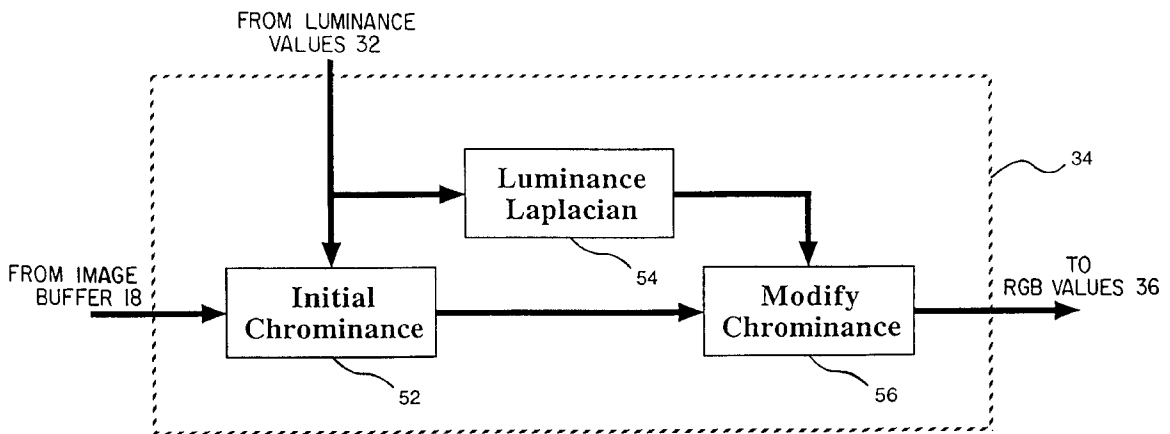 FROM LUMINANCE
VALUES 32
34
Luminance
Laplacian
54
FROM IMAGE
BUFFER 18
Initial
Chrominance
52
Modify
Chrominance
56
TO
RGB VALUES 36